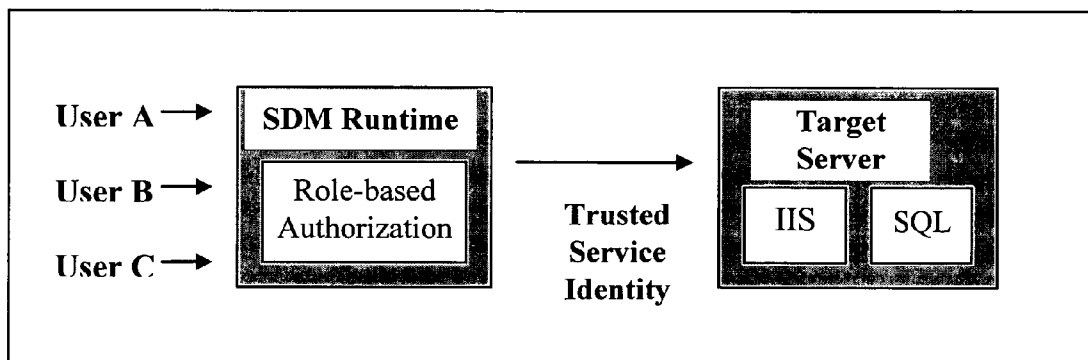 User A
User B
User C
SDM Runtime
Role-based
Authorization
Trusted
Service
Identity
Target
Server
IIS
SQL